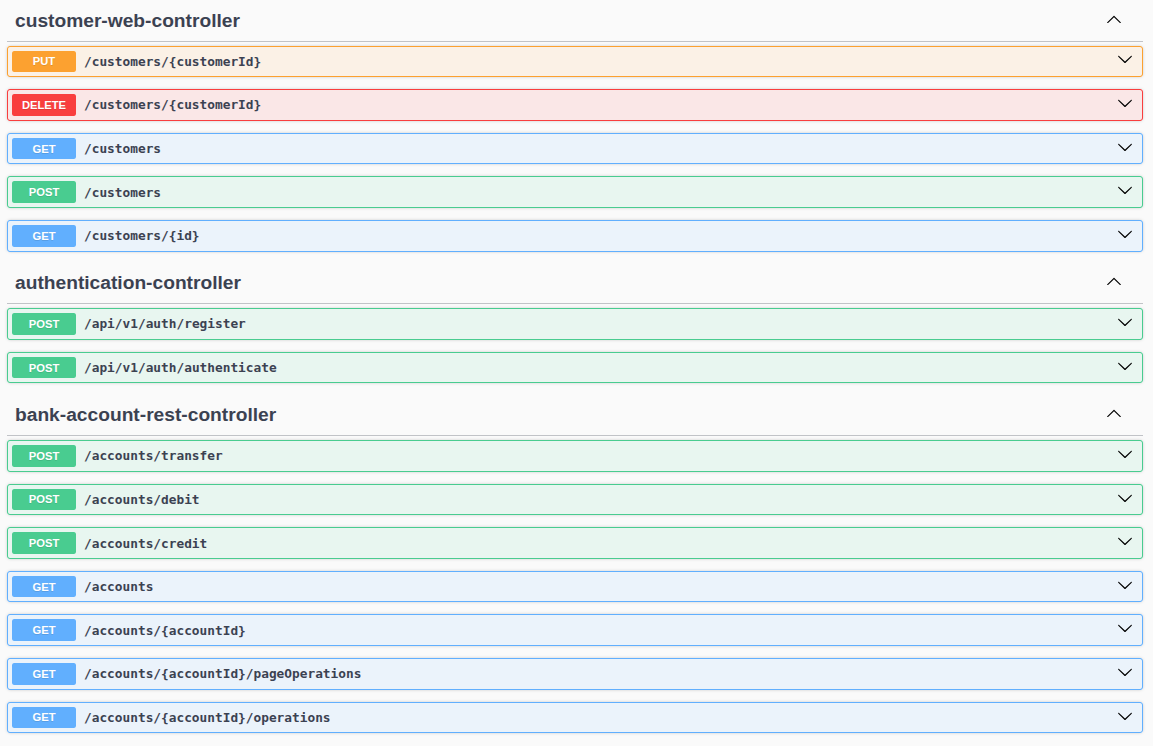 customer-web-controller
PUT /customers/{customerId}
DELETE /customers/{customerId}
GET /customers
POST /customers
GET /customers/{id}
authentication-controller
POST /api/v1/auth/register
POST /api/v1/auth/authenticate
bank-account-rest-controller
POST /accounts/transfer
POST /accounts/debit
POST /accounts/credit
GET /accounts
GET /accounts/{accountId}
GET /accounts/{accountId}/pageOperations
GET /accounts/{accountId}/operations